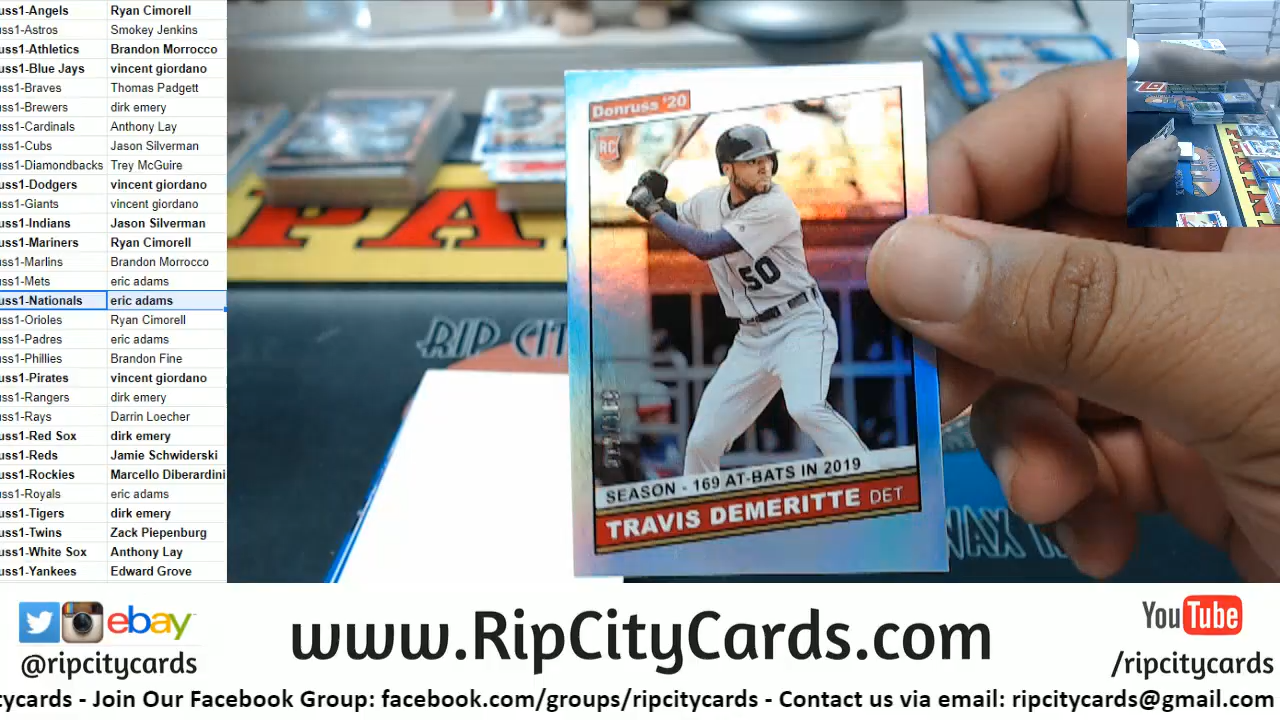 uss1-Angels Ryan Cimorell
uss1-Astros Smokey Jenkins
uss1-Athletics Brandon Morrocco
uss1-Blue Jays vincent giordano
uss1-Braves Thomas Padgett
uss1-Brewers dirk emery
uss1-Cardinals Anthony Lay
uss1-Cubs Jason Silverman
uss1-Diamondbacks Trey McGuire
uss1-Dodgers vincent giordano
uss1-Giants vincent giordano
uss1-Indians Jason Silverman
uss1-Mariners Ryan Cimorell
uss1-Marlins Brandon Morrocco
uss1-Mets eric adams
uss1-Nationals eric adams
uss1-Orioles Ryan Cimorell
uss1-Padres eric adams
uss1-Phillies Brandon Fine
uss1-Pirates vincent giordano
uss1-Rangers dirk emery
uss1-Rays Darrin Loecher
uss1-Red Sox dirk emery
uss1-Reds Jamie Schwiderski
uss1-Rockies Marcello Diberardini
uss1-Royals eric adams
uss1-Tigers dirk emery
uss1-Twins Zack Piepenburg
uss1-White Sox Anthony Lay
uss1-Yankees Edward Grove
Donruss '20
RC
50
SEASON - 169 AT-BATS IN 2019
TRAVIS DEMERITTE DET
PA
RIP CIT
WAX
ebay
@ripcitycards
www.RipCityCards.com
YouTube
/ripcitycards
tycards - Join Our Facebook Group: facebook.com/groups/ripcitycards - Contact us via email: ripcitycards@gmail.com